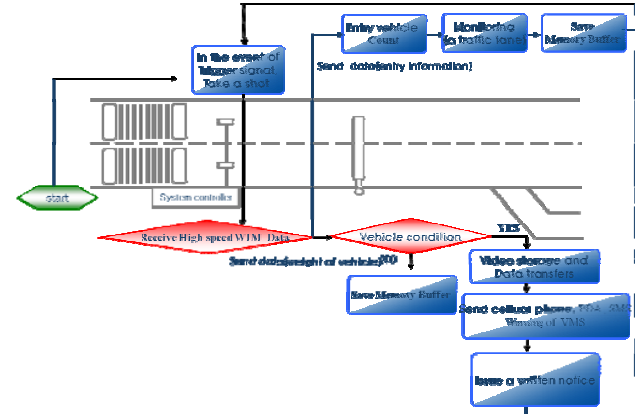 Entry vehicle
Count
Monitoring
to traffic lane
Save
Memory Buffer
In the event of
Trigger signal,
Take a shot
Send data(entry information)
start
System controller
Receive High speed WIM Data
Vehicle condition
YES
Send data(weight of vehicles)
NO
Video storage and
Data transfers
Save Memory Buffer
Send cellular phone, PDA, SMS
Warning of VMS
Issue a written notice